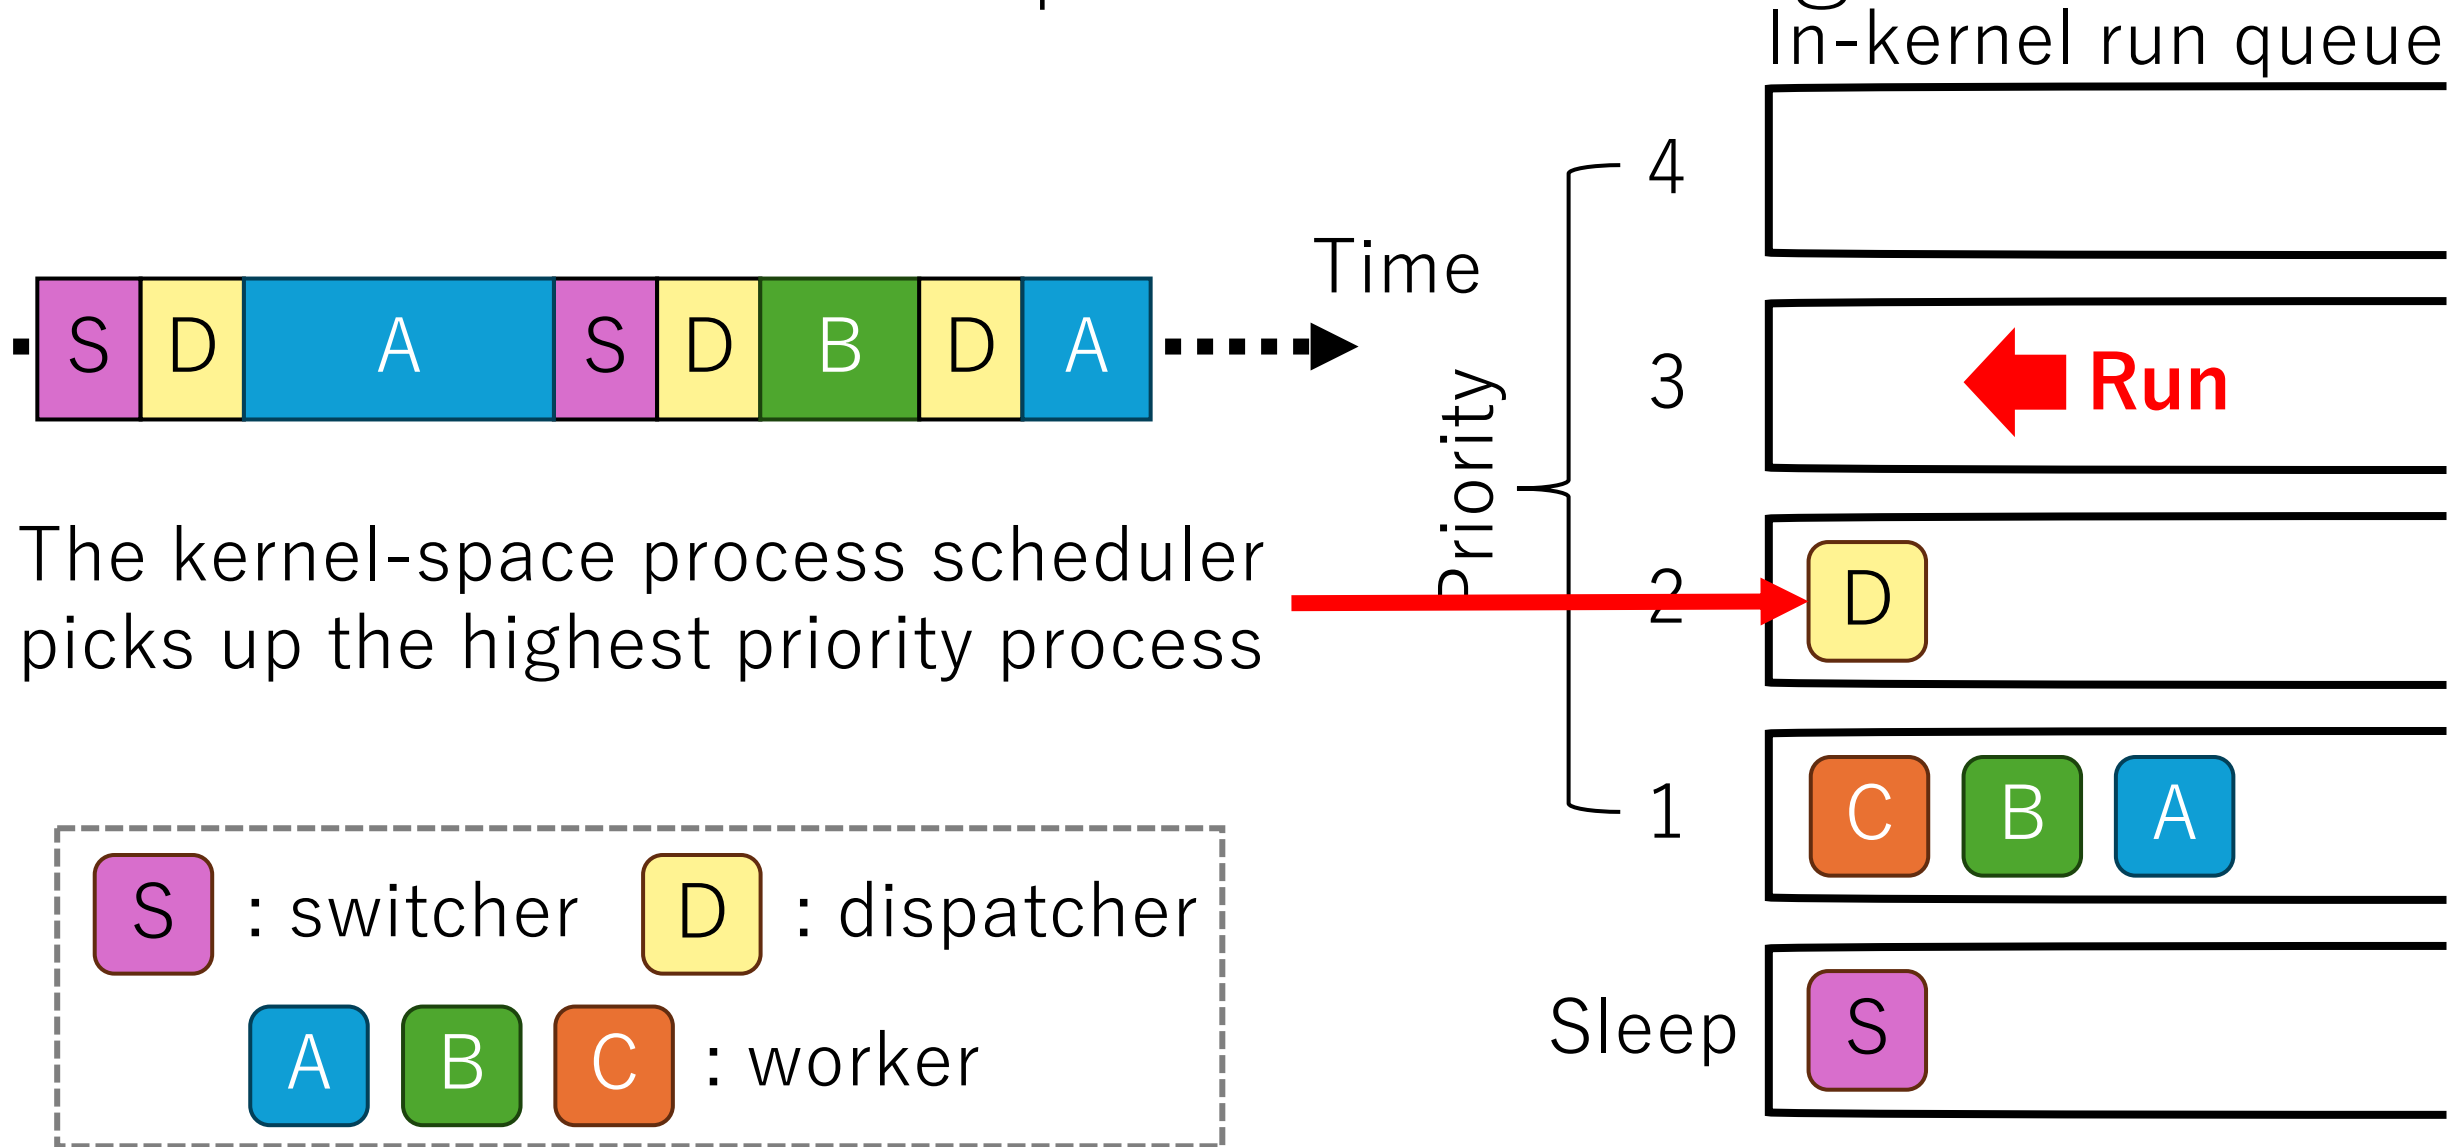 In-kernel run queue
4
Time
S D A S D B D A
3
Run
Priority
The kernel-space process scheduler
picks up the highest priority process
2
D
1
C B A
S : switcher D : dispatcher
A B C : worker
Sleep
S